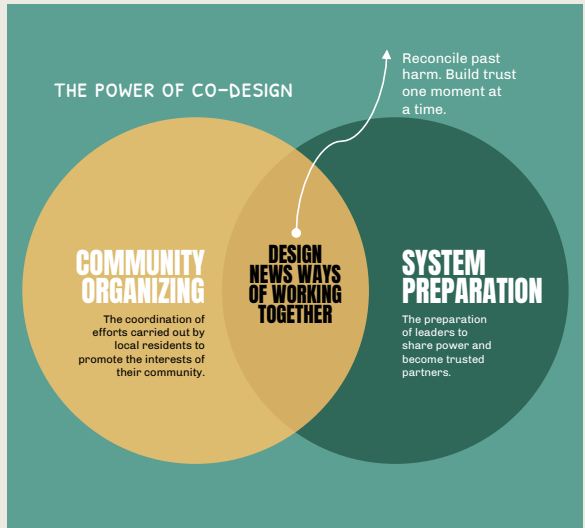 THE POWER OF CO-DESIGN
Reconcile past
harm. Build trust
one moment at
a time.
COMMUNITY
ORGANIZING
The coordination of
efforts carried out by
local residents to
promote the interests of
their community.
DESIGN
NEWS WAYS
OF WORKING
TOGETHER
SYSTEM
PREPARATION
The preparation
of leaders to
share power and
become trusted
partners.